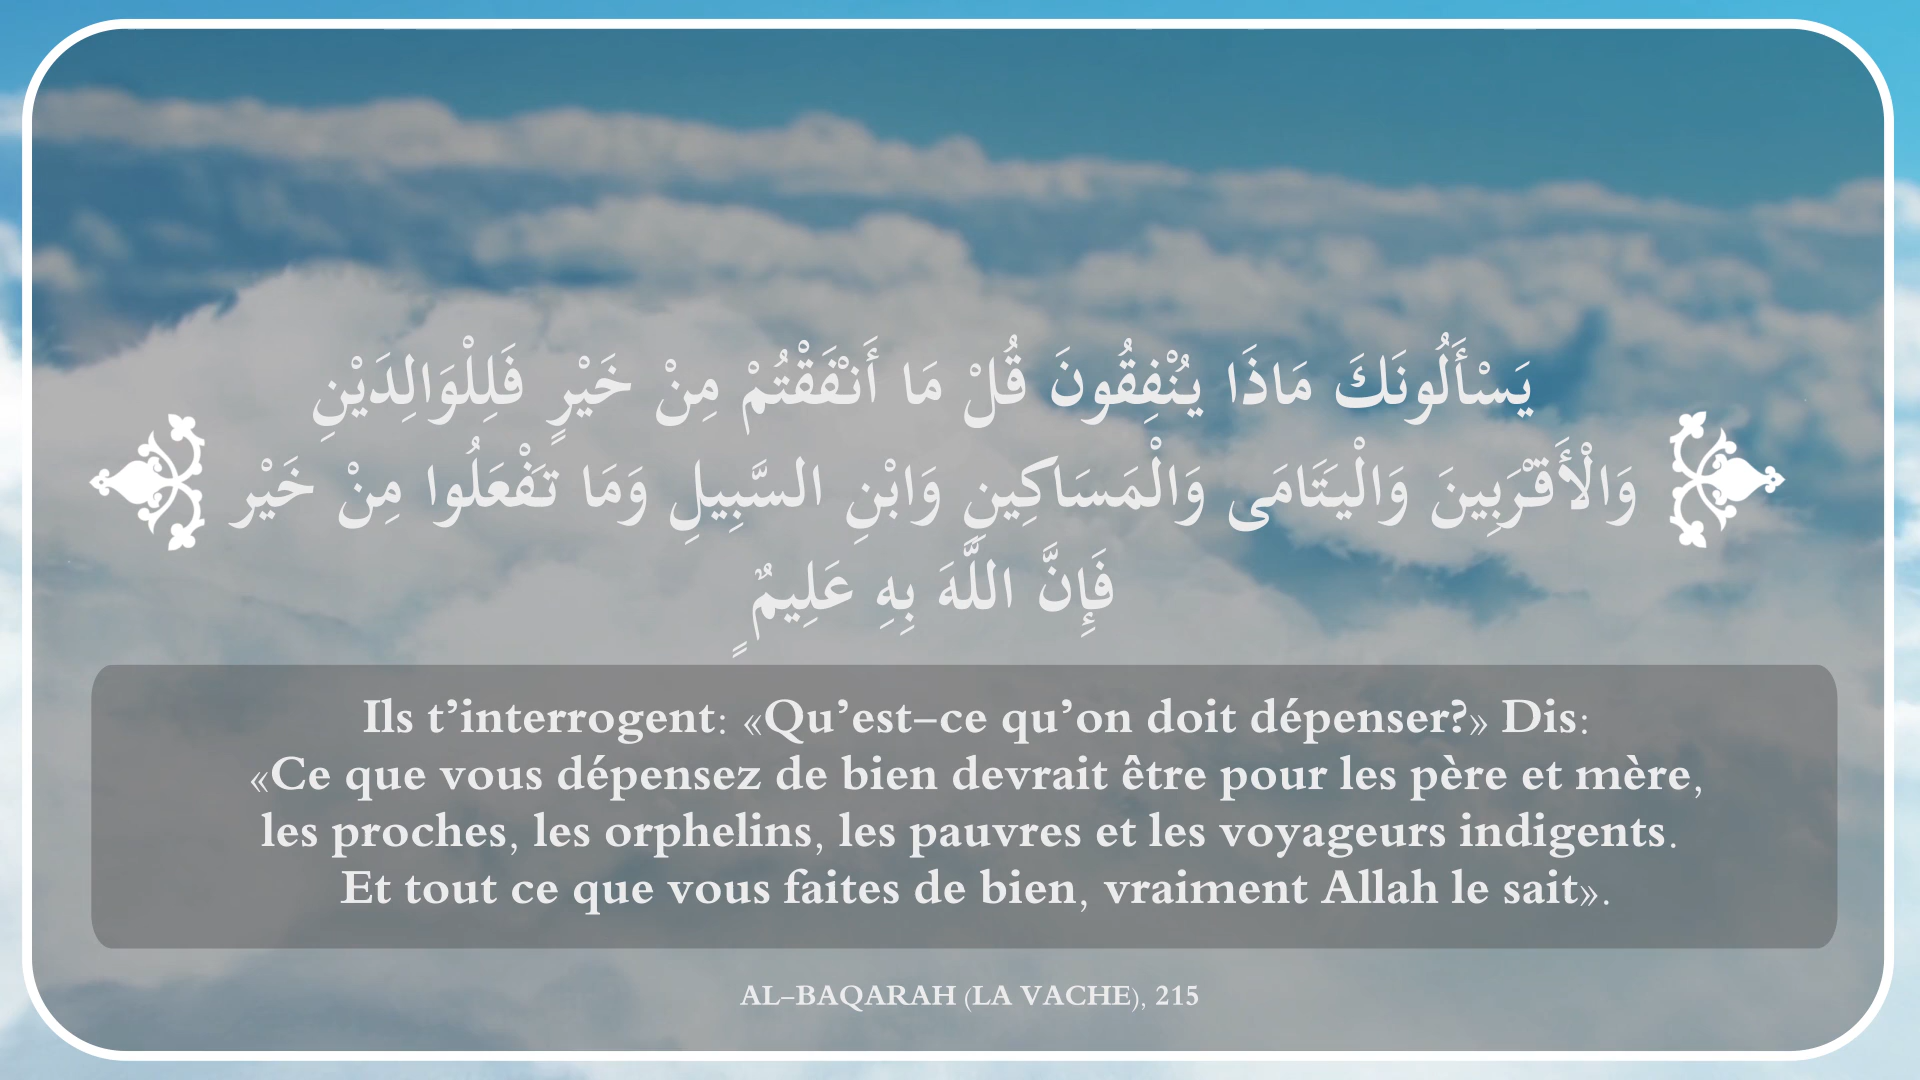 يَسْأَلُونَكَ مَاذَا يُنْفِقُونَ قُلْ مَا أَنْفَقْتُمْ مِنْ خَيْرٍ فَلِلْوَالِدَيْنِ
وَالْأَقْرَبِينَ وَالْيَتَامَى وَالْمَسَاكِينِ وَابْنِ السَّبِيلِ وَمَا تَفْعَلُوا مِنْ خَيْر
فَإِنَّ اللَّهَ بِهِ عَلِيمٌ ٍ
Ils t’interrogent: «Qu’est-ce qu’on doit dépenser?» Dis:
«Ce que vous dépensez de bien devrait être pour les père et mère,
les proches, les orphelins, les pauvres et les voyageurs indigents.
Et tout ce que vous faites de bien, vraiment Allah le sait».
AL-BAQARAH (LA VACHE), 215